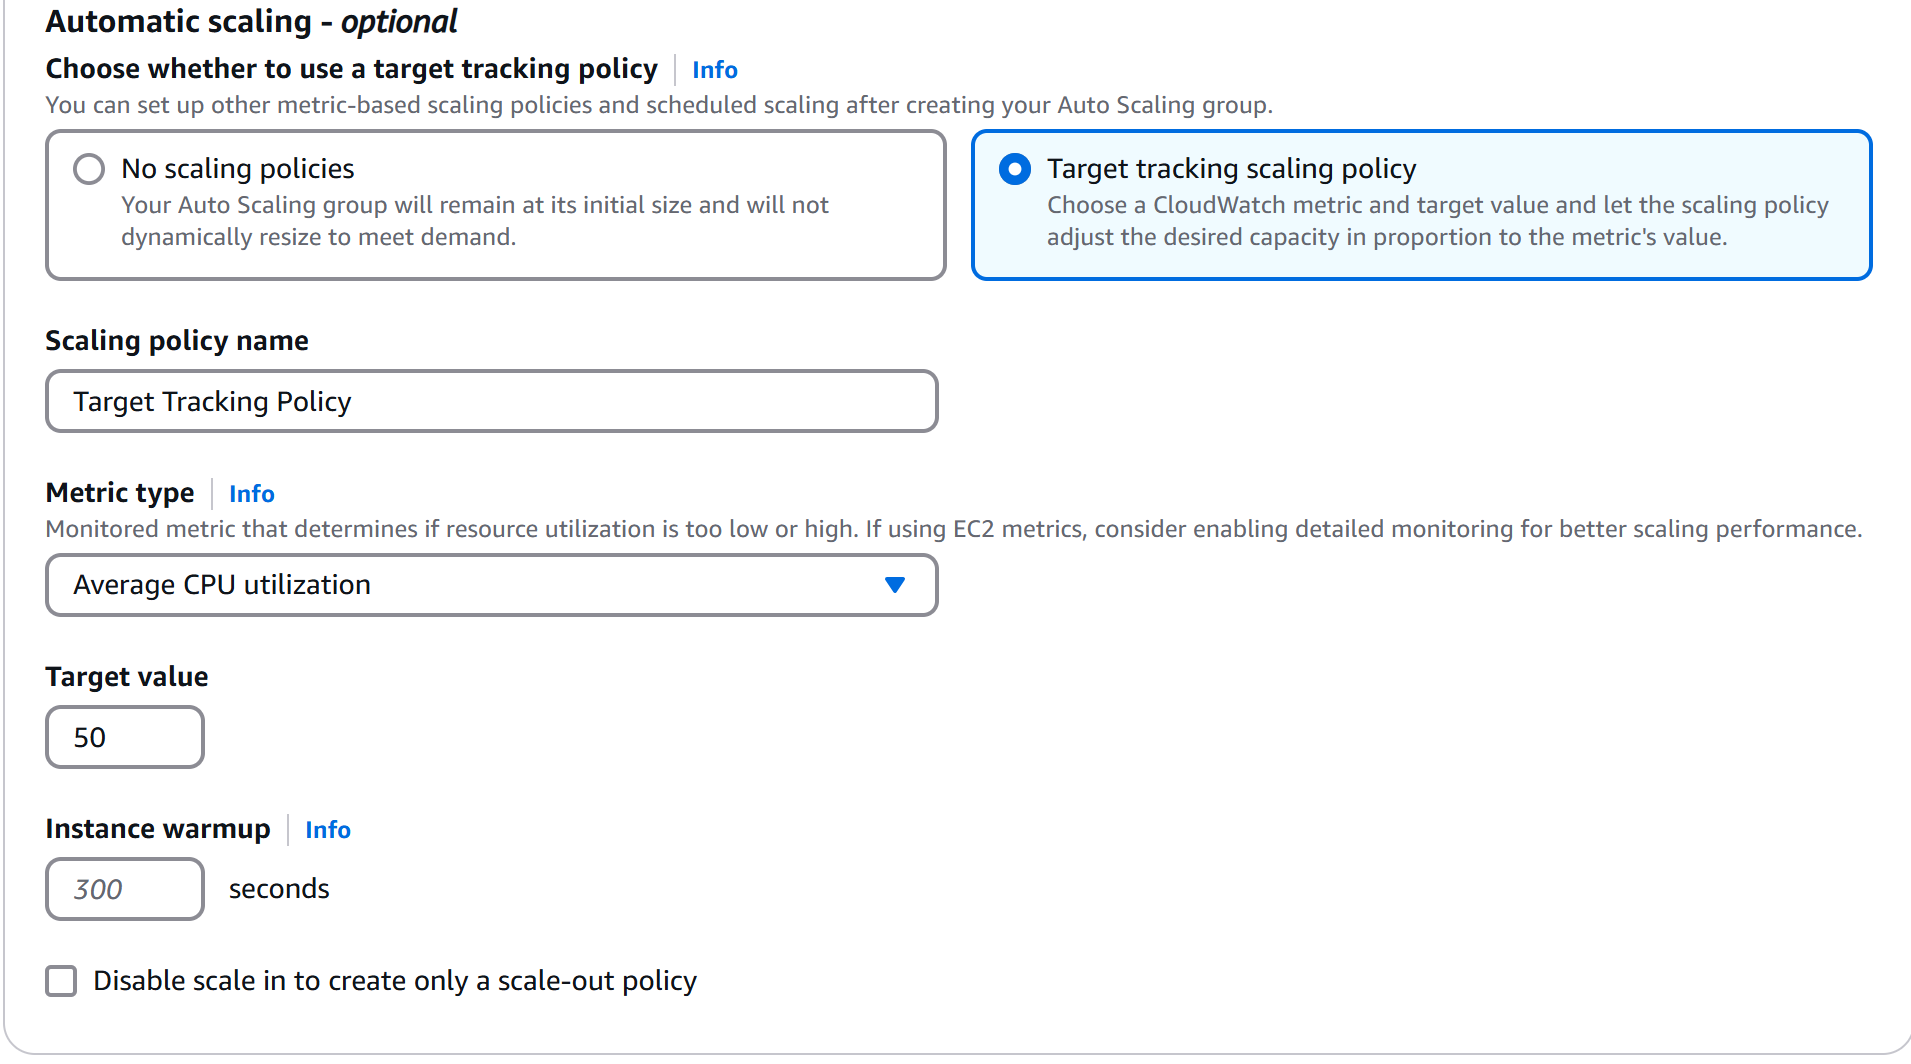 Automatic scaling - optional
Choose whether to use a target tracking policy Info
You can set up other metric-based scaling policies and scheduled scaling after creating your Auto Scaling group.
No scaling policies
Your Auto Scaling group will remain at its initial size and will not
dynamically resize to meet demand.
Target tracking scaling policy
Choose a CloudWatch metric and target value and let the scaling policy
adjust the desired capacity in proportion to the metric's value.
Scaling policy name
Target Tracking Policy
Metric type Info
Monitored metric that determines if resource utilization is too low or high. If using EC2 metrics, consider enabling detailed monitoring for better scaling performance.
Average CPU utilization
Target value
50
Instance warmup Info
300 seconds
Disable scale in to create only a scale-out policy